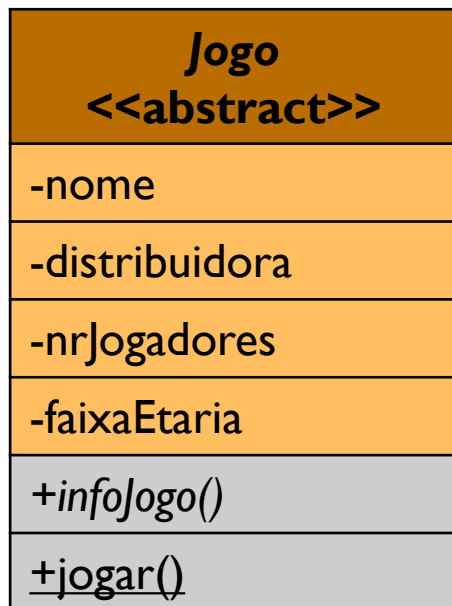 Jogo
<<abstract>>
-nome
-distribuidora
-nrJogadores
-faixaEtaria
+infoJogo()
+jogar()